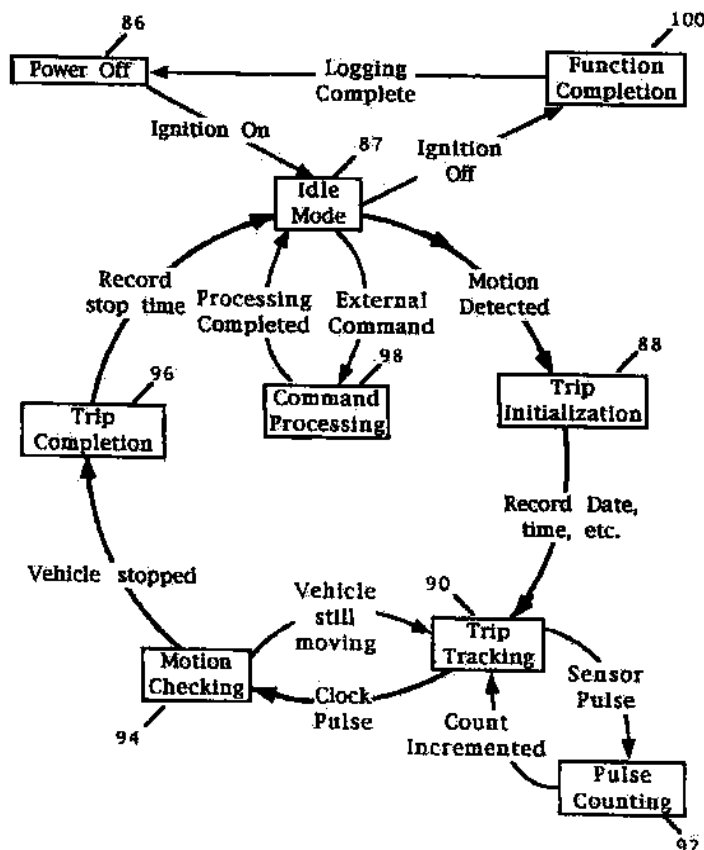 86
100
Power Off
Logging
Complete
Function
Completion
Ignition On
87
Ignition
Off
Idle
Mode
Record
stop time
Processing
Completed
External
Command
Motion
Detected
96
98
88
Trip
Completion
Command
Processing
Trip
Initialization
Record Date,
time, etc.
Vehicle stopped
Vehicle
still
moving
90
Trip
Tracking
Motion
Checking
Clock
Pulse
Sensor
Pulse
94
Count
Incremented
Pulse
Counting
92